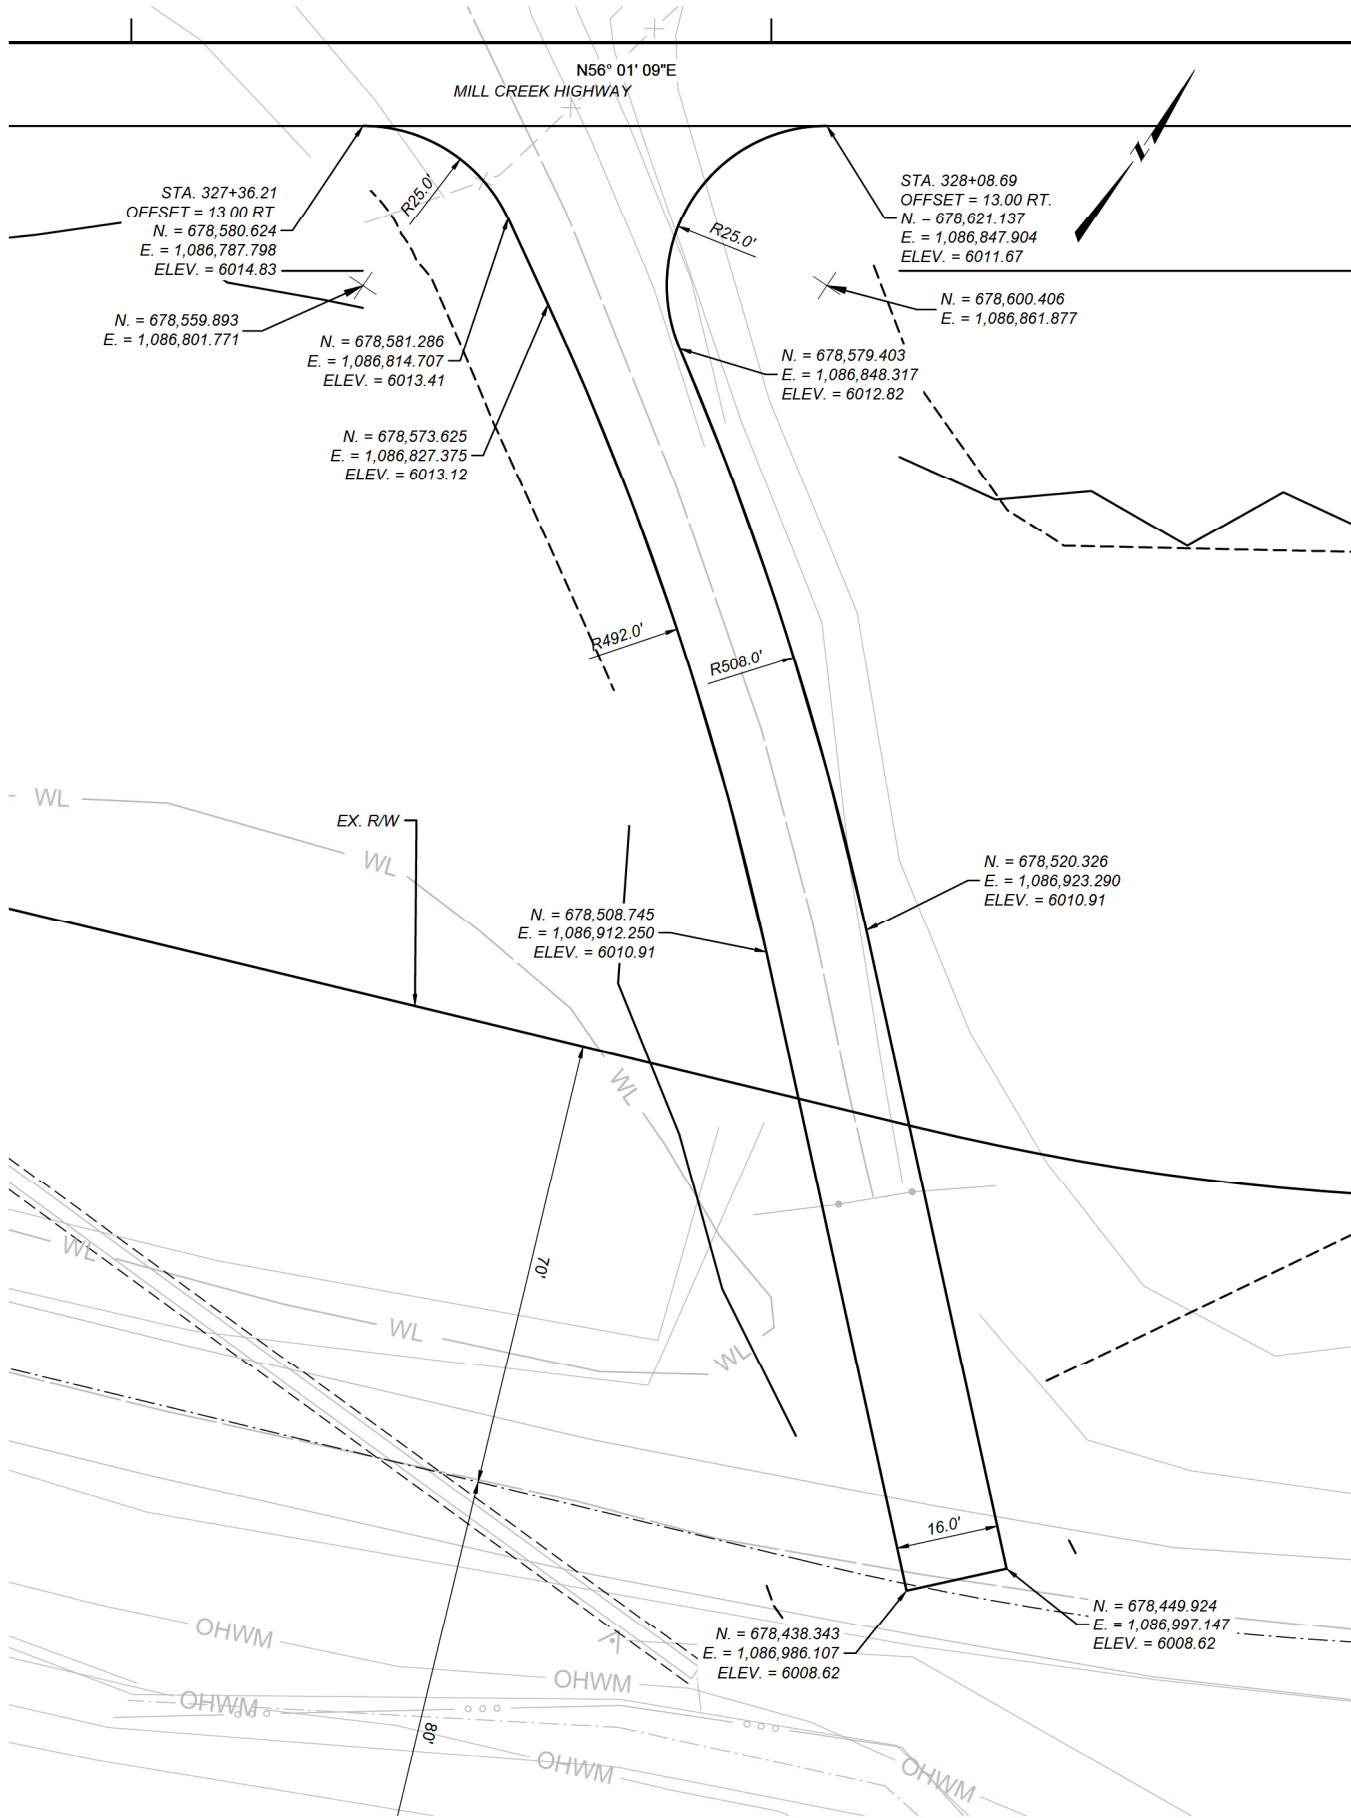 N56° 01' 09"E
MILL CREEK HIGHWAY
STA. 327+36.21
OFFSET = 13.00 RT.
N. = 678,580.624
E. = 1,086,787.798
ELEV. = 6014.83
R25.0'
R25.0'
STA. 328+08.69
OFFSET = 13.00 RT.
N. = 678,621.137
E. = 1,086,847.904
ELEV. = 6011.67
N. = 678,559.893
E. = 1,086,801.771
N. = 678,600.406
E. = 1,086,861.877
N. = 678,581.286
E. = 1,086,814.707
ELEV. = 6013.41
N. = 678,579.403
E. = 1,086,848.317
ELEV. = 6012.82
N. = 678,573.625
E. = 1,086,827.375
ELEV. = 6013.12
R492.0'
R508.0'
WL
EX. R/W
WL
N. = 678,520.326
E. = 1,086,923.290
ELEV. = 6010.91
N. = 678,508.745
E. = 1,086,912.250
ELEV. = 6010.91
WL
WL
70'
WL
WL
16.0'
N. = 678,449.924
E. = 1,086,997.147
ELEV. = 6008.62
N. = 678,438.343
E. = 1,086,986.107
ELEV. = 6008.62
OHWM
OHWM
OHWM
80'
OHWM
OHWM